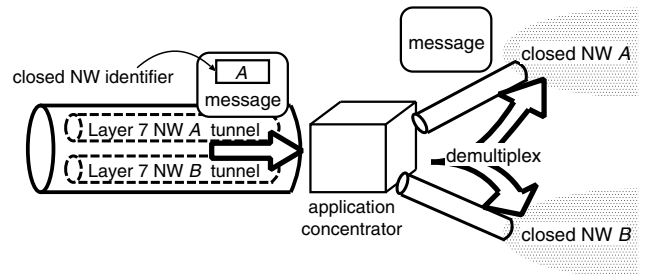 message
closed NW A
closed NW identifier
A
message
Layer 7 NW A tunnel
Layer 7 NW B tunnel
demultiplex
application
concentrator
closed NW B